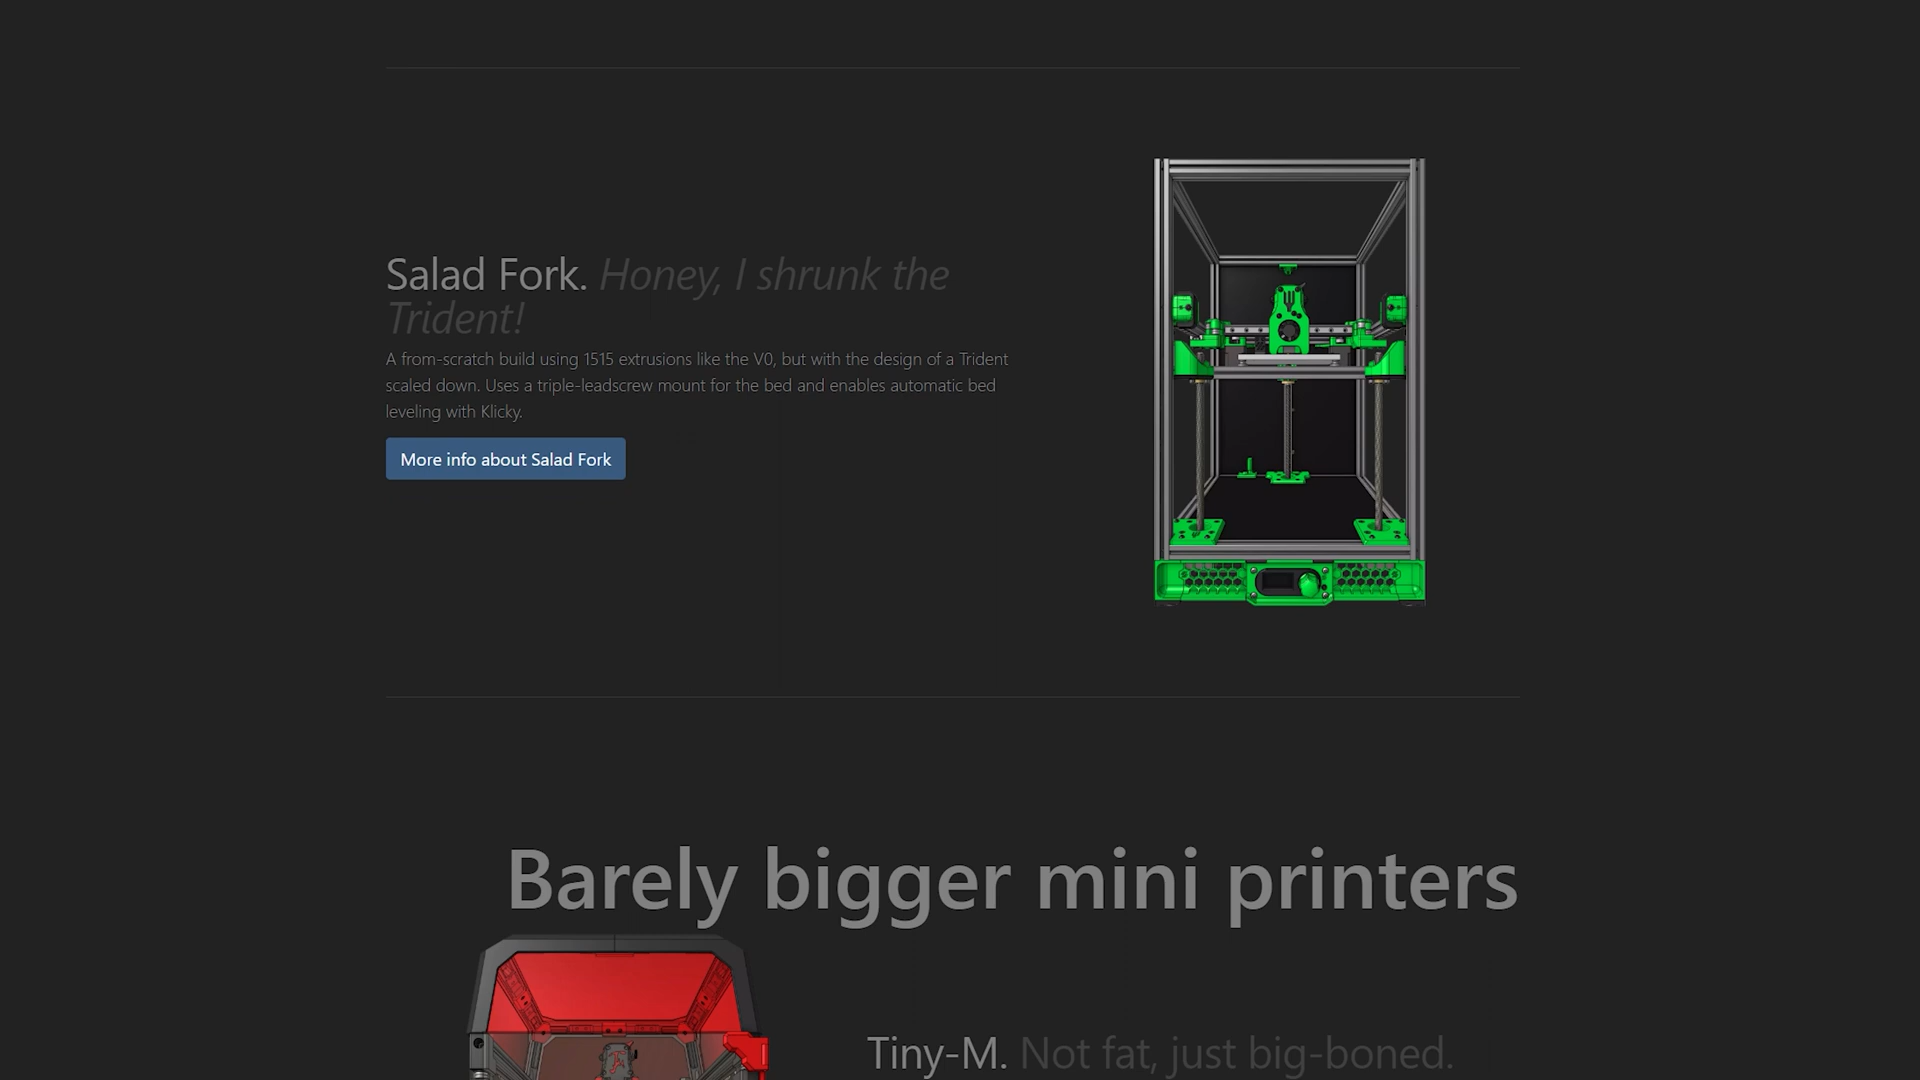 Salad Fork. Honey, I shrunk the
Trident!
A from-scratch build using 1515 extrusions like the V0, but with the design of a Trident
scaled down. Uses a triple-leadscrew mount for the bed and enables automatic bed
leveling with Klicky.
More info about Salad Fork
Barely bigger mini printers
Tiny-M. Not fat, just big-boned.